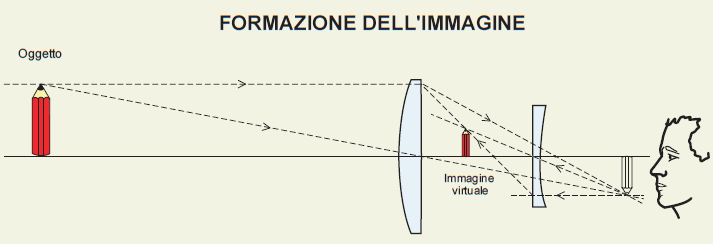 FORMAZIONE DELL'IMMAGINE
Oggetto
Immagine
virtuale